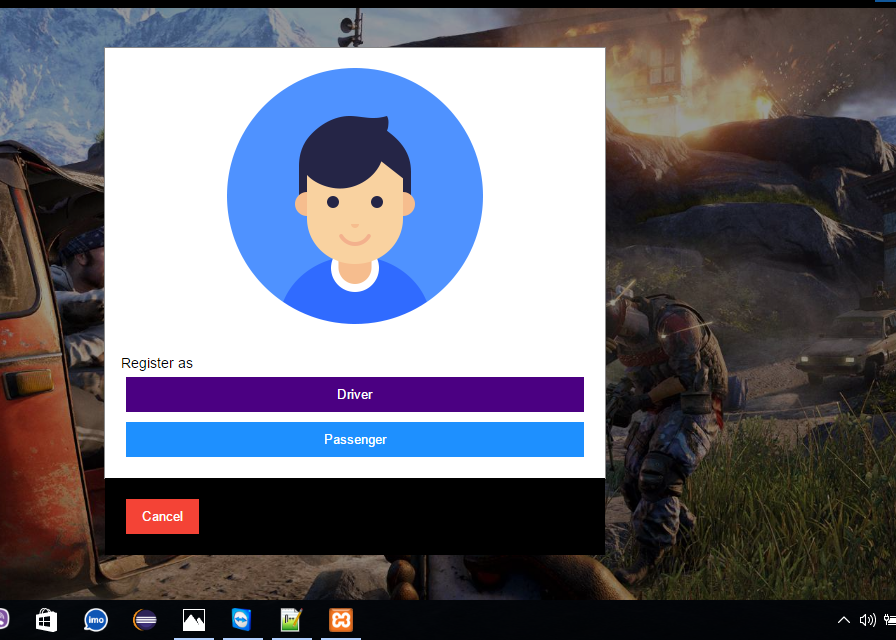 Register as
Driver
Passenger
Cancel
imo